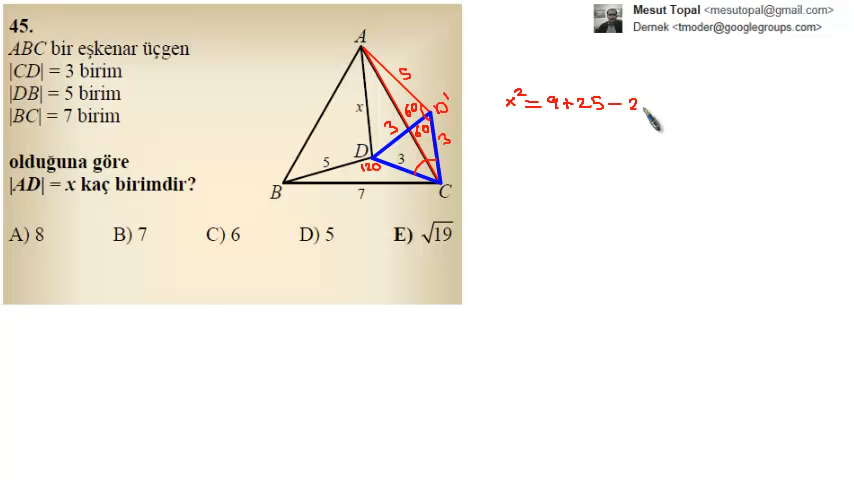 Mesut Topal <mesutopal@gmail.com>
Dernek <tmoder@googlegroups.com>
45.
ABC bir eşkenar üçgen
|CD| = 3 birim
|DB| = 5 birim
|BC| = 7 birim
olduğuna göre
|AD| = x kaç birimdir?
A) 8 B) 7 C) 6 D) 5 E) √19
A
5
x
60
D'
3
60
3
D
5
120
3
B
7
C
x² = 9 + 25 − 2